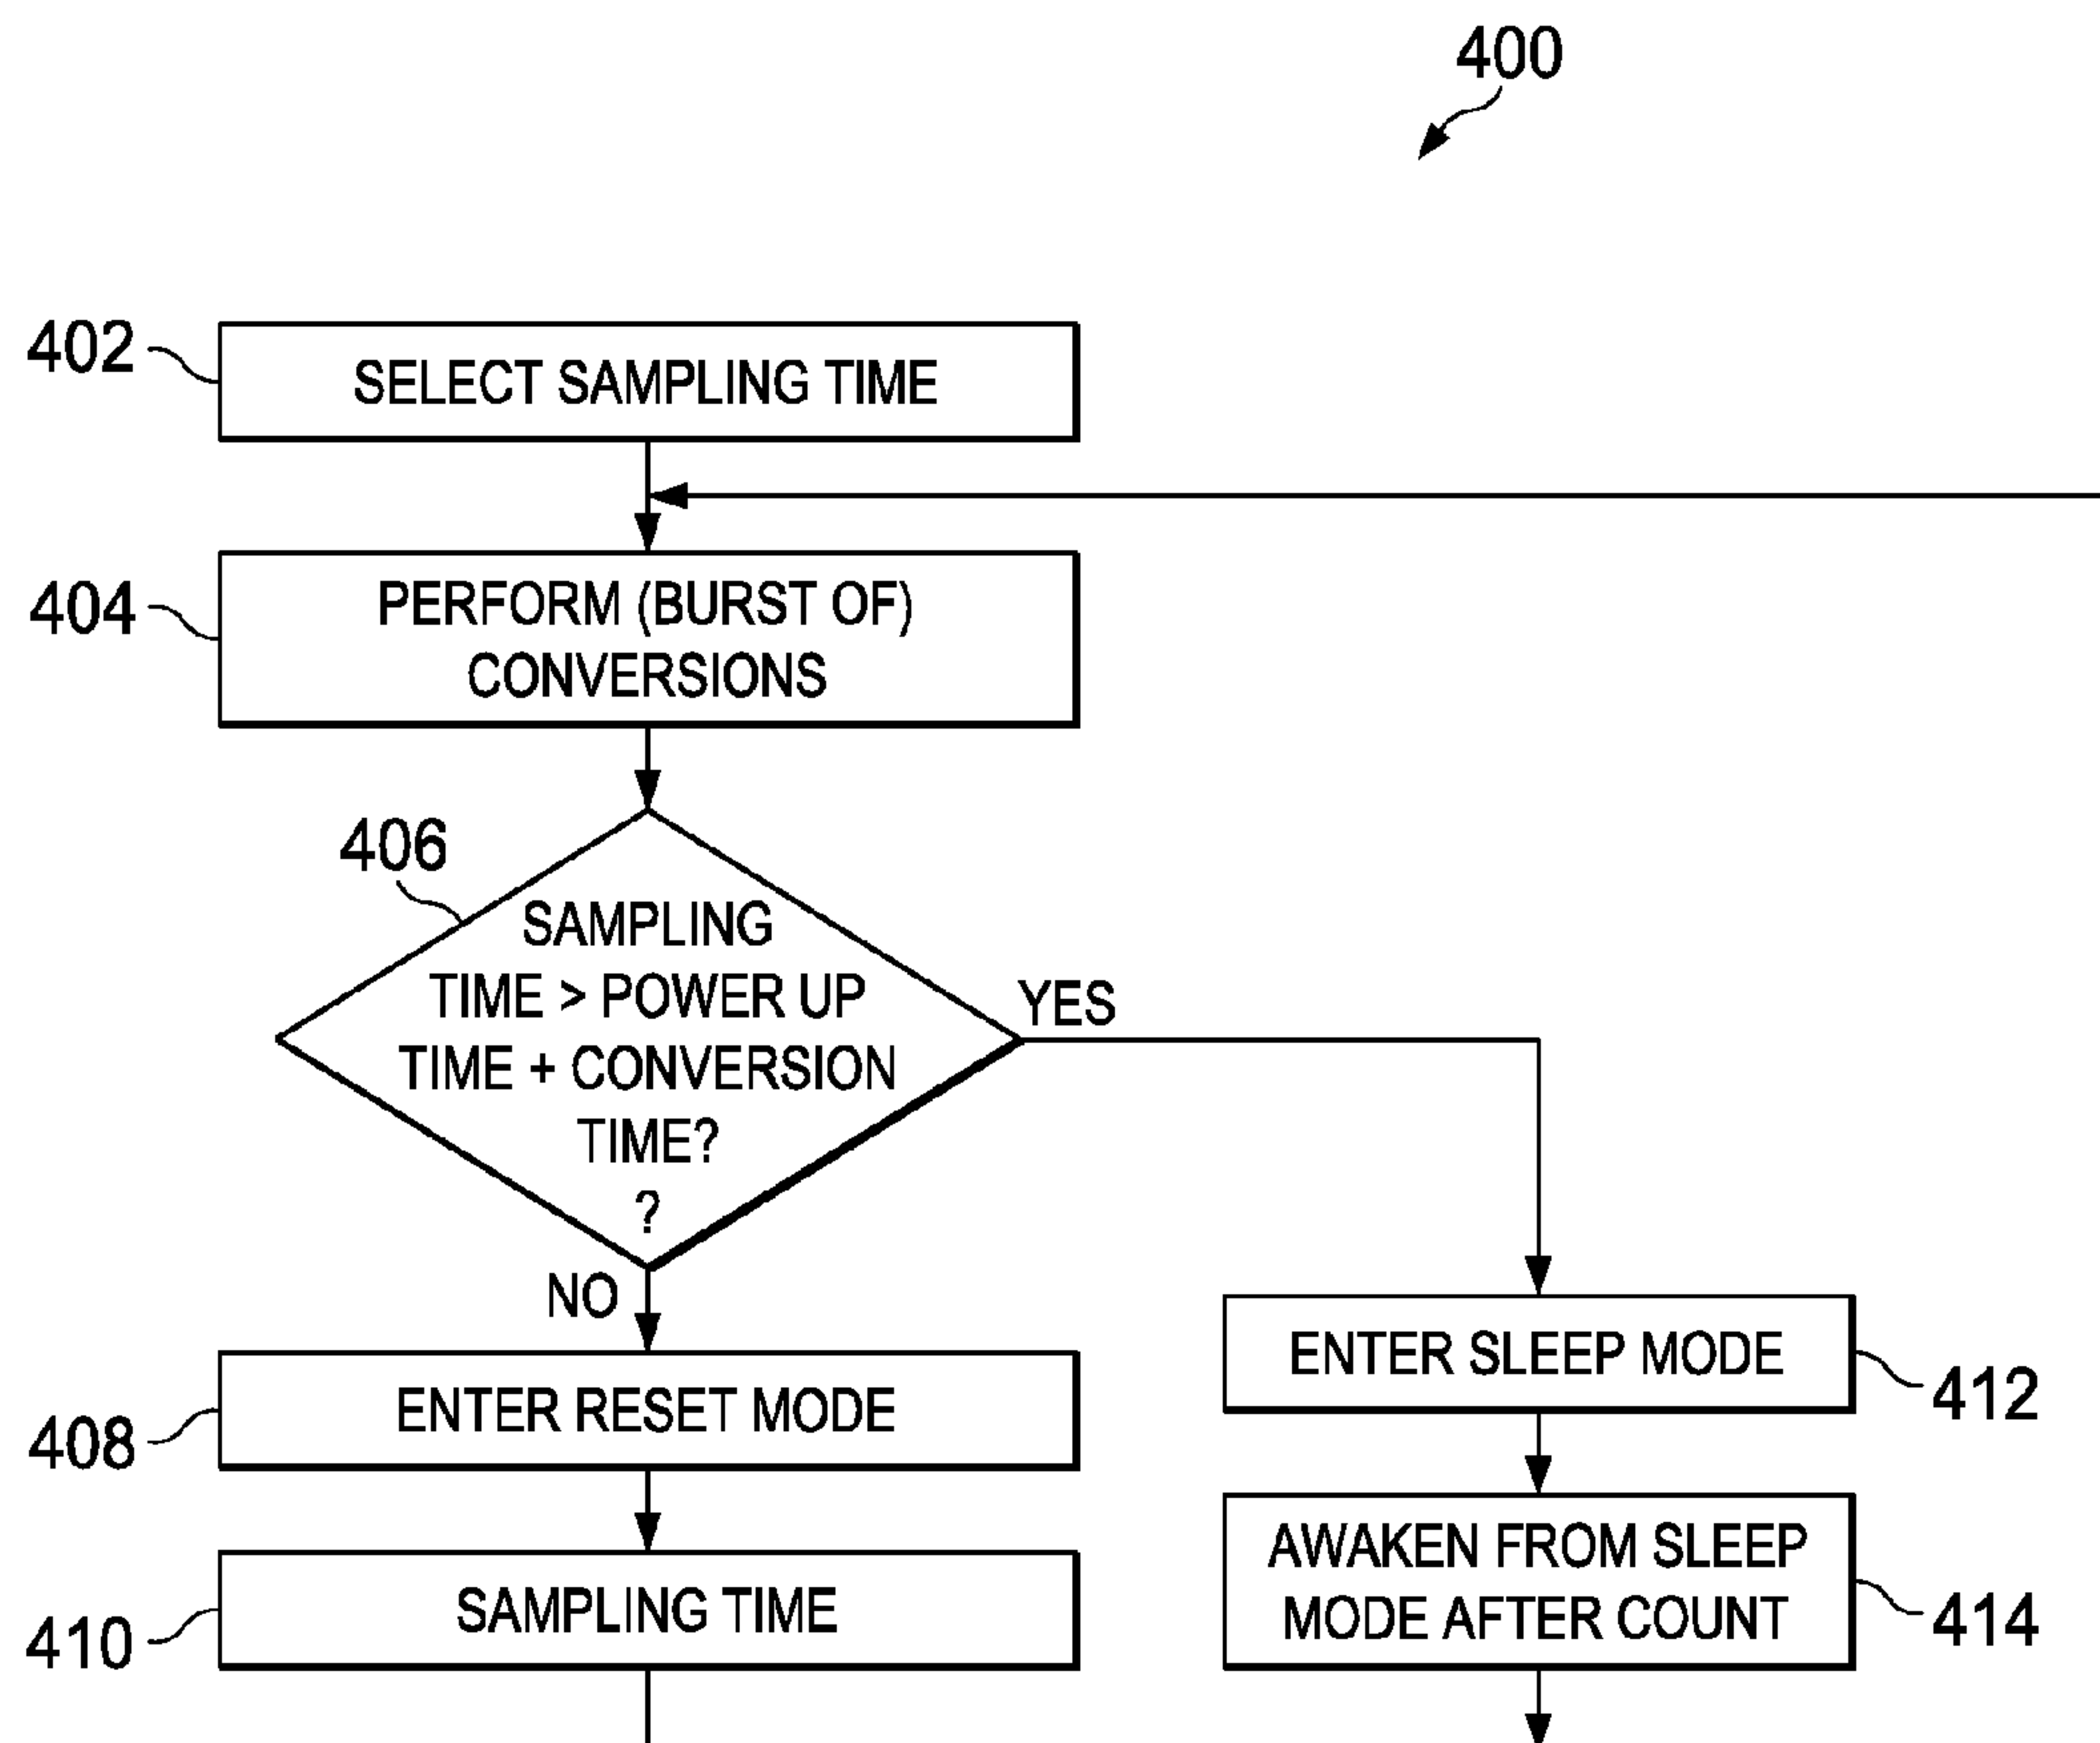 400
402
SELECT SAMPLING TIME
404
PERFORM (BURST OF)
CONVERSIONS
406
SAMPLING
TIME > POWER UP
TIME + CONVERSION
TIME?
?
YES
NO
408
ENTER RESET MODE
410
SAMPLING TIME
ENTER SLEEP MODE
412
AWAKEN FROM SLEEP
MODE AFTER COUNT
414